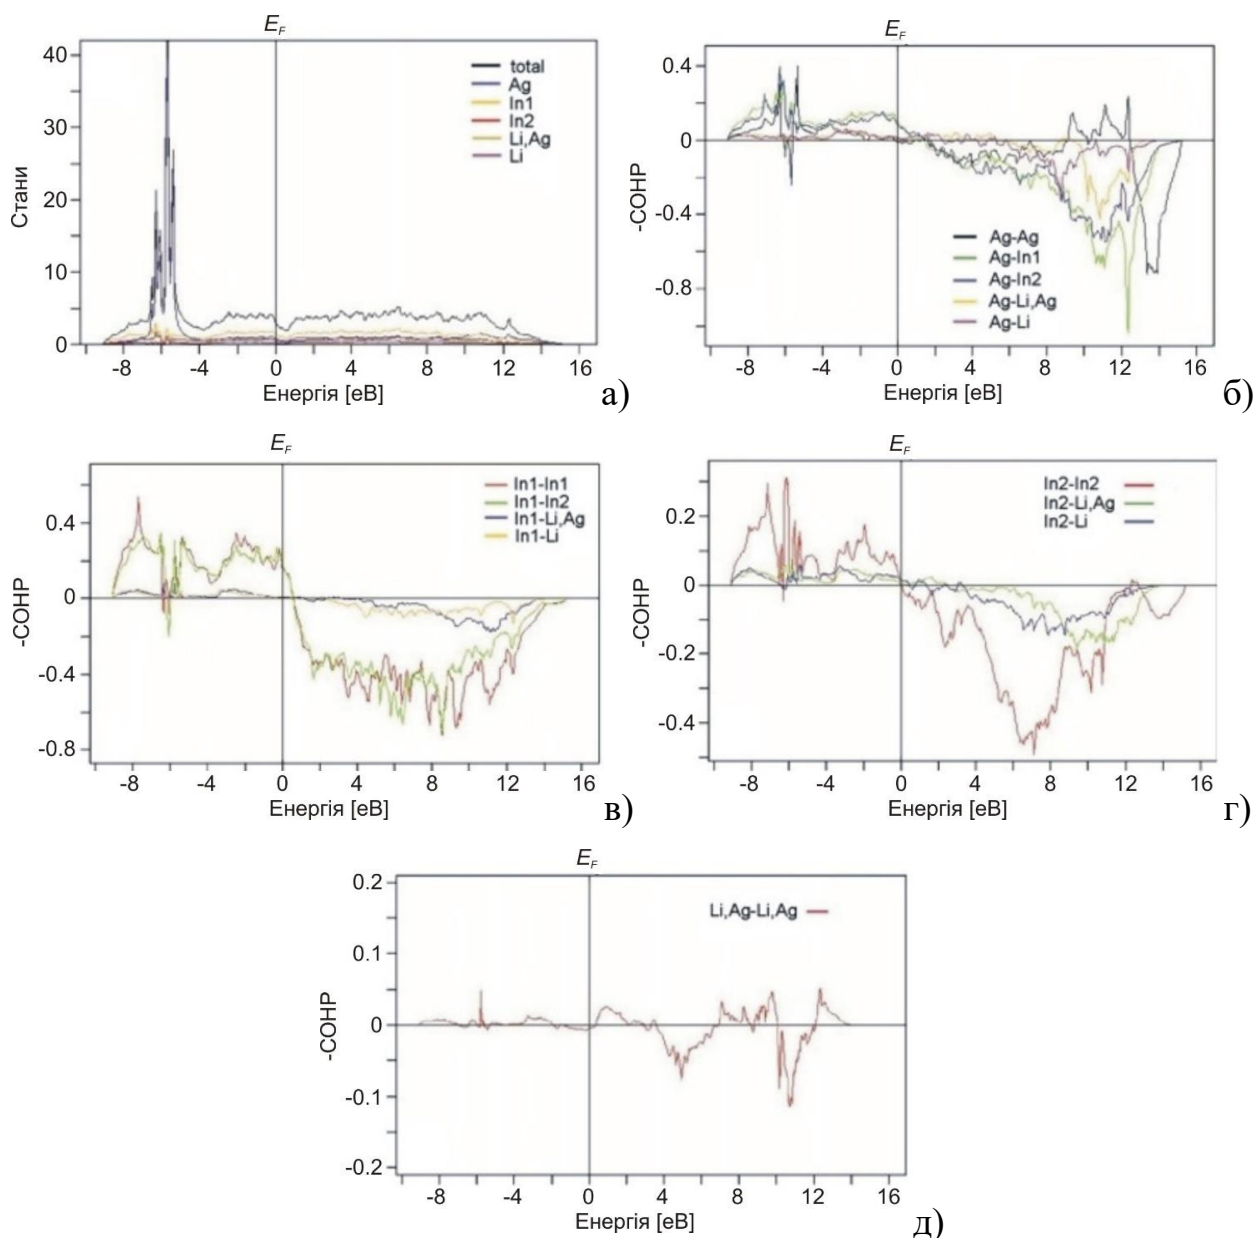 E_F
40
30
20
10
0
Стани
total
Ag
In1
In2
Li,Ag
Li
-8 -4 0 4 8 12 16
Енергія [еВ]
а)
E_F
0.4
0
-0.4
-0.8
-COHP
Ag-Ag
Ag-In1
Ag-In2
Ag-Li,Ag
Ag-Li
-8 -4 0 4 8 12 16
Енергія [еВ]
б)
E_F
0.4
0
-0.4
-0.8
-COHP
In1-In1
In1-In2
In1-Li,Ag
In1-Li
-8 -4 0 4 8 12 16
Енергія [еВ]
в)
E_F
0.2
0
-0.2
-0.4
-COHP
In2-In2
In2-Li,Ag
In2-Li
-8 -4 0 4 8 12 16
Енергія [еВ]
г)
E_F
0.2
0.1
0
-0.1
-0.2
-COHP
Li,Ag-Li,Ag
-8 -4 0 4 8 12 16
Енергія [еВ]
д)